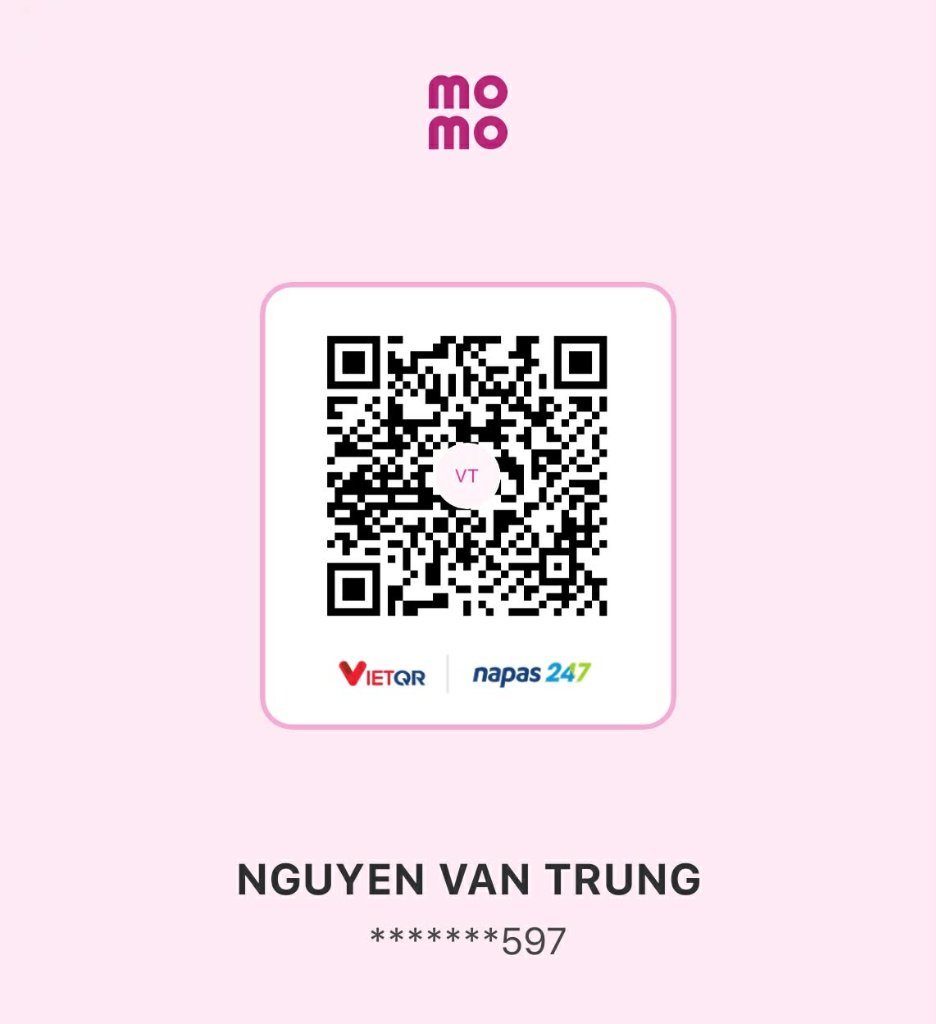 mo
mo
VT
VIETQR | napas 247
NGUYEN VAN TRUNG
*******597